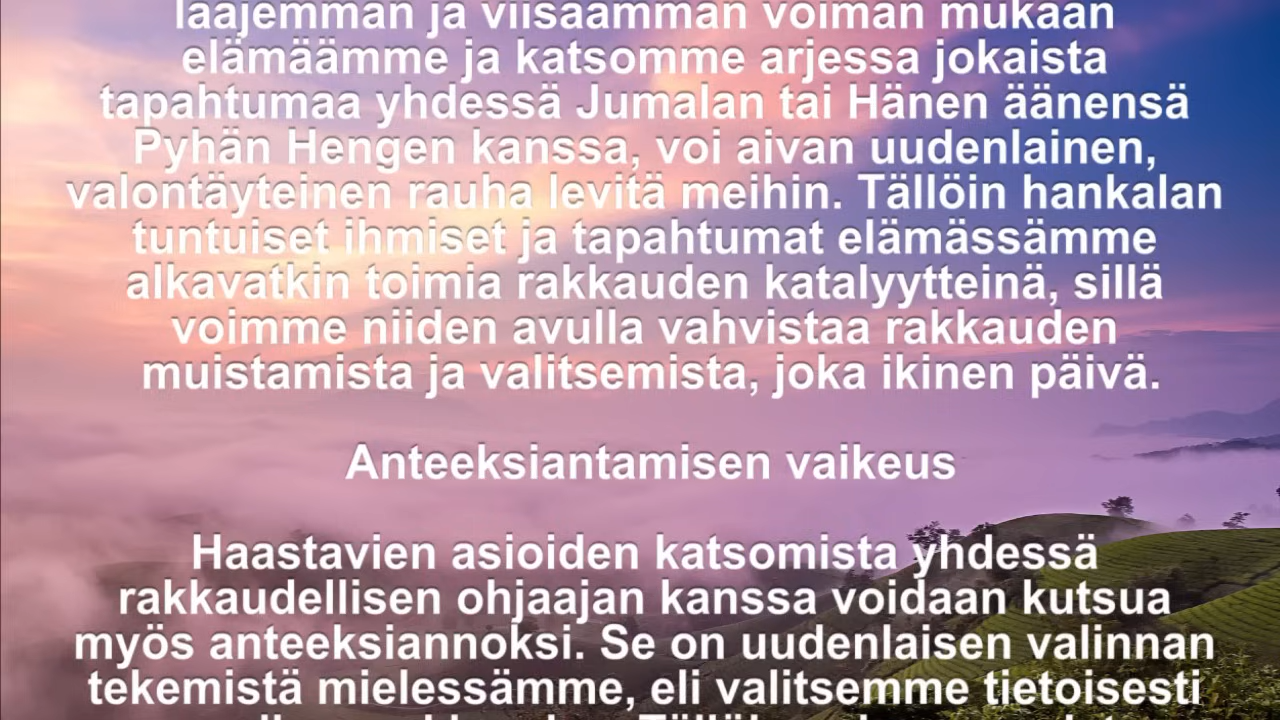 laajemman ja viisaamman voiman mukaan
elämäämme ja katsomme arjessa jokaista
tapahtumaa yhdessä Jumalan tai Hänen äänensä
Pyhän Hengen kanssa, voi aivan uudenlainen,
valontäyteinen rauha levitä meihin. Tällöin hankalan
tuntuiset ihmiset ja tapahtumat elämässämme
alkavatkin toimia rakkauden katalyytteinä, sillä
voimme niiden avulla vahvistaa rakkauden
muistamista ja valitsemista, joka ikinen päivä.
Anteeksiantamisen vaikeus
Haastavien asioiden katsomista yhdessä
rakkaudellisen ohjaajan kanssa voidaan kutsua
myös anteeksiannoksi. Se on uudenlaisen valinnan
tekemistä mielessämme, eli valitsemme tietoisesti